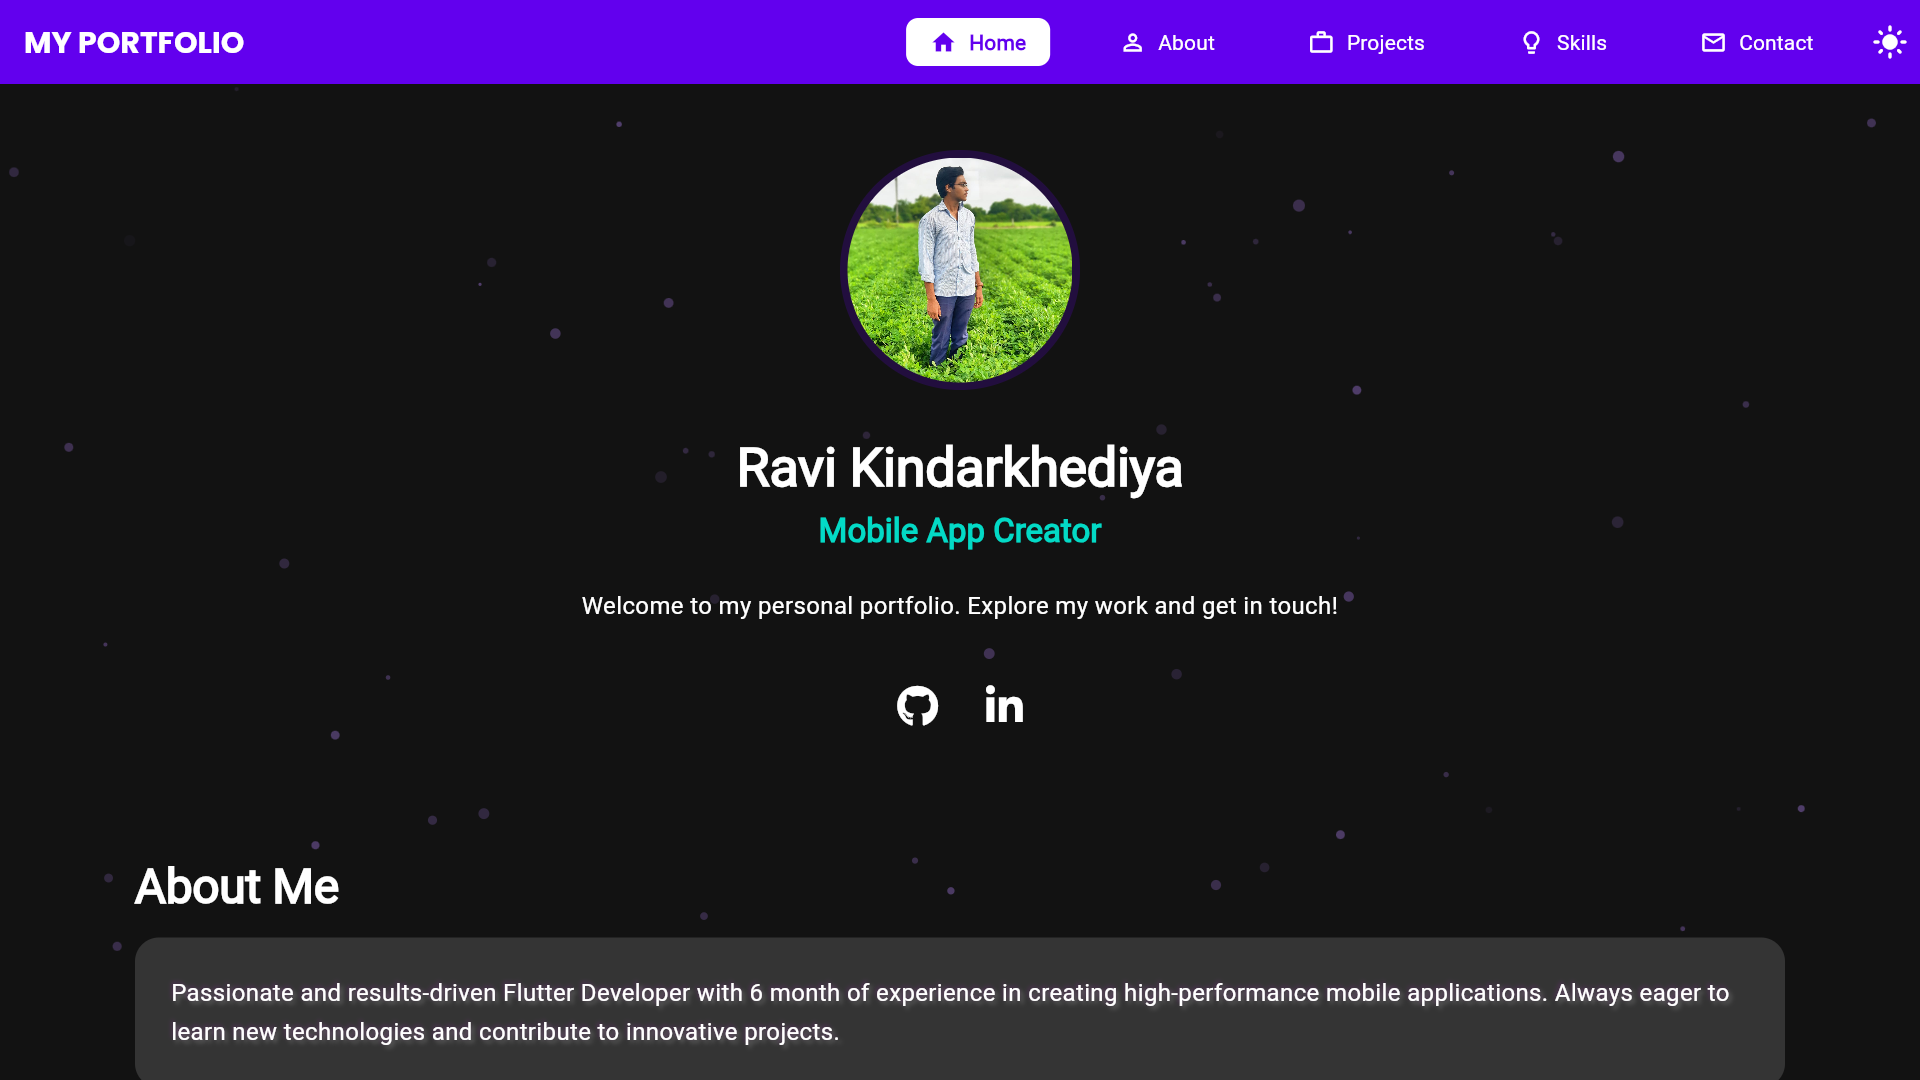 MY PORTFOLIO
Home
About
Projects
Skills
Contact
Ravi Kindarkhediya
Mobile App Creator
Welcome to my personal portfolio. Explore my work and get in touch!
in
About Me
Passionate and results-driven Flutter Developer with 6 month of experience in creating high-performance mobile applications. Always eager to
learn new technologies and contribute to innovative projects.